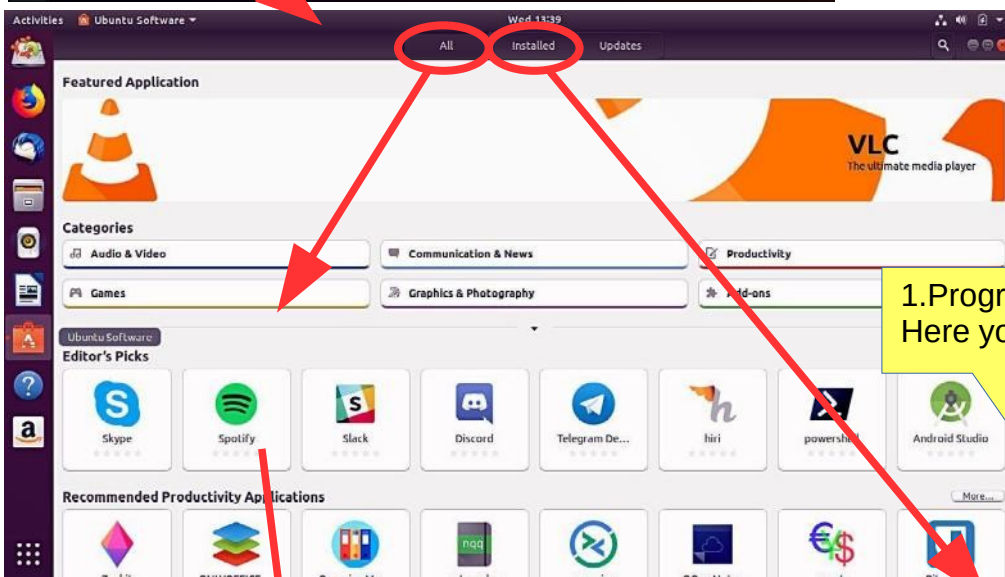 Activities Ubuntu Software Wed 13:39
All Installed Updates
Featured Application
VLC
The ultimate media player
Categories
Audio & Video Communication & News Productivity
Games Graphics & Photography Add-ons
1.Progr
Here yo
Ubuntu Software
Editor's Picks
S S a
Skype Spotify Slack Discord Telegram De... hiri powershell Android Studio
Recommended Productivity Applications More...
nqq